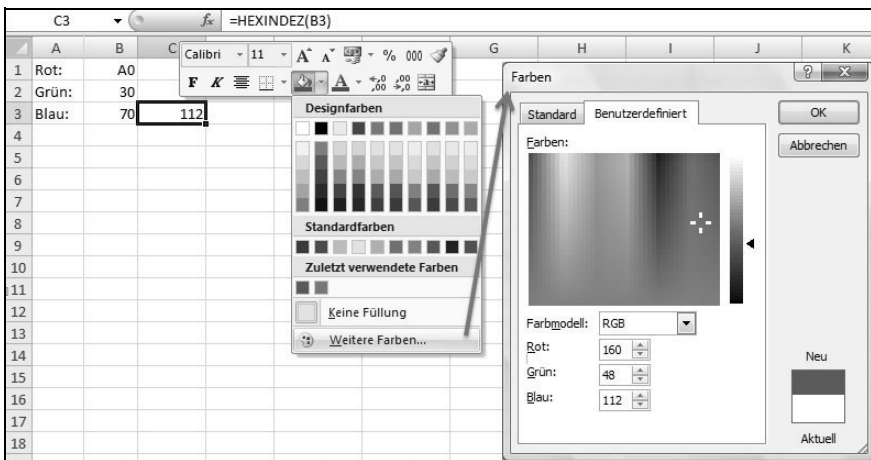 C3 fx =HEXINDEZ(B3)
A B C G H I J K
Calibri 11 A A % 000
F K A ,00 ,00
1 Rot: A0
2 Grün: 30
3 Blau: 70 112
4
5
6
7
8
9
10
11
12
13
14
15
16
17
18
Designfarben
Standardfarben
Zuletzt verwendete Farben
Keine Füllung
Weitere Farben...
Farben
Standard Benutzerdefiniert
OK
Abbrechen
Farben:
Farbmodell: RGB
Rot: 160
Grün: 48
Blau: 112
Neu
Aktuell